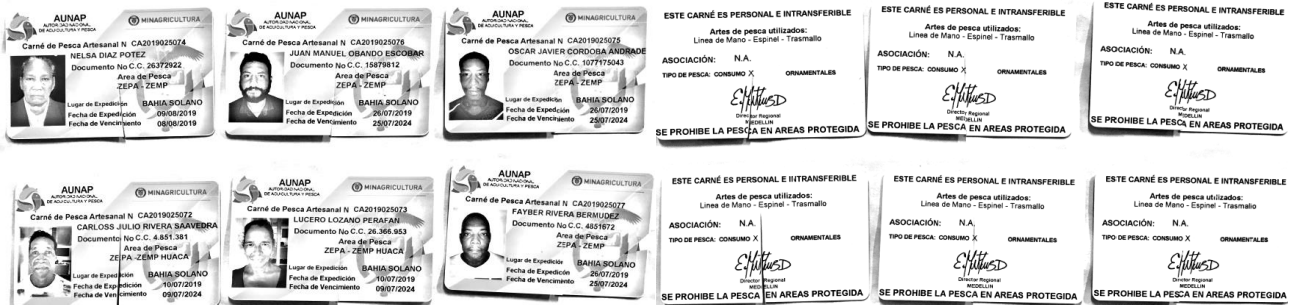 AUNAP
AUTORIDAD NACIONAL
DE ACUICULTURA Y PESCA
MINAGRICULTURA
Carné de Pesca Artesanal N CA2019025074
NELSA DIAZ POTEZ
Documento No C.C. 26372922
Area de Pesca
ZEPA - ZEMP
Lugar de Expedición BAHIA SOLANO
Fecha de Expedición 09/08/2019
Fecha de Vencimiento 08/08/2019
AUNAP
AUTORIDAD NACIONAL
DE ACUICULTURA Y PESCA
MINAGRICULTURA
Carné de Pesca Artesanal N CA2019025076
JUAN MANUEL OBANDO ESCOBAR
Documento No C.C. 15879812
Area de Pesca
ZEPA - ZEMP
Lugar de Expedición BAHIA SOLANO
Fecha de Expedición 26/07/2019
Fecha de Vencimiento 25/07/2024
AUNAP
AUTORIDAD NACIONAL
DE ACUICULTURA Y PESCA
MINAGRICULTURA
Carné de Pesca Artesanal N CA2019025075
OSCAR JAVIER CORDOBA ANDRADE
Documento No C.C. 1077175043
Area de Pesca
ZEPA - ZEMP
Lugar de Expedición BAHIA SOLANO
Fecha de Expedición 26/07/2019
Fecha de Vencimiento 25/07/2024
ESTE CARNÉ ES PERSONAL E INTRANSFERIBLE
Artes de pesca utilizados:
Linea de Mano - Espinel - Trasmallo
ASOCIACIÓN: N.A.
TIPO DE PESCA: CONSUMO X ORNAMENTALES
Director Regional
MEDELLIN
SE PROHIBE LA PESCA EN AREAS PROTEGIDA
ESTE CARNÉ ES PERSONAL E INTRANSFERIBLE
Artes de pesca utilizados:
Linea de Mano - Espinel - Trasmallo
ASOCIACIÓN: N.A.
TIPO DE PESCA: CONSUMO X ORNAMENTALES
Director Regional
MEDELLIN
SE PROHIBE LA PESCA EN AREAS PROTEGIDA
ESTE CARNÉ ES PERSONAL E INTRANSFERIBLE
Artes de pesca utilizados:
Linea de Mano - Espinel - Trasmallo
ASOCIACIÓN: N.A.
TIPO DE PESCA: CONSUMO X ORNAMENTALES
Director Regional
MEDELLIN
SE PROHIBE LA PESCA EN AREAS PROTEGIDA
AUNAP
AUTORIDAD NACIONAL
DE ACUICULTURA Y PESCA
MINAGRICULTURA
Carné de Pesca Artesanal N CA2019025072
CARLOSS JULIO RIVERA SAAVEDRA
Documento No C.C. 4.851.381
Area de Pesca
ZEPA -ZEMP HUACA
Lugar de Expedición BAHIA SOLANO
Fecha de Expedición 10/07/2019
Fecha de Vencimiento 09/07/2024
AUNAP
AUTORIDAD NACIONAL
DE ACUICULTURA Y PESCA
MINAGRICULTURA
Carné de Pesca Artesanal N CA2019025073
LUCERO LOZANO PERAFAN
Documento No C.C. 26.366.953
Area de Pesca
ZEPA - ZEMP HUACA
Lugar de Expedición BAHIA SOLANO
Fecha de Expedición 10/07/2019
Fecha de Vencimiento 09/07/2024
AUNAP
AUTORIDAD NACIONAL
DE ACUICULTURA Y PESCA
MINAGRICULTURA
Carné de Pesca Artesanal N CA2019025077
FAYBER RIVERA BERMUDEZ
Documento No C.C. 4851672
Area de Pesca
ZEPA - ZEMP
Lugar de Expedición BAHIA SOLANO
Fecha de Expedición 26/07/2019
Fecha de Vencimiento 25/07/2024
ESTE CARNÉ ES PERSONAL E INTRANSFERIBLE
Artes de pesca utilizados:
Linea de Mano - Espinel - Trasmallo
ASOCIACIÓN: N.A.
TIPO DE PESCA: CONSUMO X ORNAMENTALES
Director Regional
MEDELLIN
SE PROHIBE LA PESCA EN AREAS PROTEGIDA
ESTE CARNÉ ES PERSONAL E INTRANSFERIBLE
Artes de pesca utilizados:
Linea de Mano - Espinel - Trasmallo
ASOCIACIÓN: N.A.
TIPO DE PESCA: CONSUMO X ORNAMENTALES
Director Regional
MEDELLIN
SE PROHIBE LA PESCA EN AREAS PROTEGIDA
ESTE CARNÉ ES PERSONAL E INTRANSFERIBLE
Artes de pesca utilizados:
Linea de Mano - Espinel - Trasmallo
ASOCIACIÓN: N.A.
TIPO DE PESCA: CONSUMO X ORNAMENTALES
Director Regional
MEDELLIN
SE PROHIBE LA PESCA EN AREAS PROTEGIDA